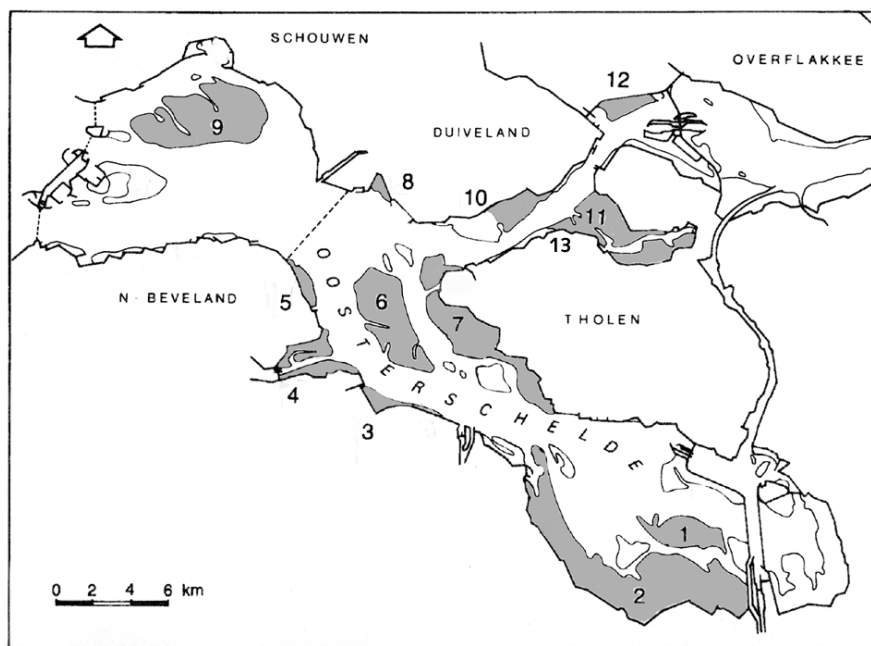 SCHOUWEN
OVERFLAKKEE
12
9
DUIVELAND
8
10
11
13
N-BEVELAND
5
6
7
THOLEN
OOSTERSCHELDE
4
3
1
2
0 2 4 6 km